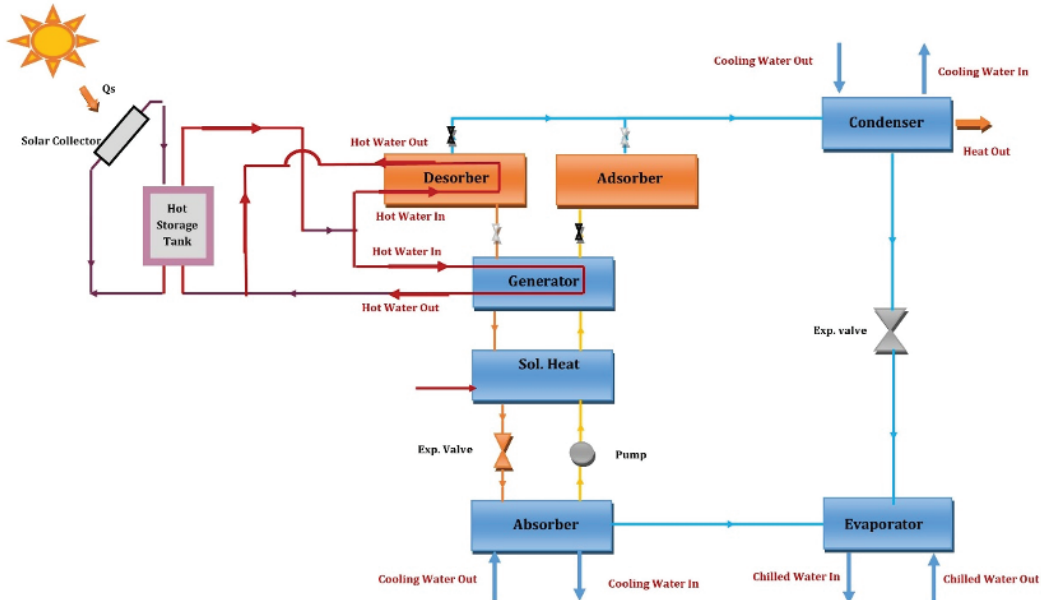 Qs
Solar Collector
Hot
Storage
Tank
Hot Water Out
Desorber
Hot Water In
Adsorber
Cooling Water Out
Cooling Water In
Condenser
Heat Out
Hot Water In
Generator
Hot Water Out
Exp. valve
Sol. Heat
Exp. Valve
Pump
Absorber
Evaporator
Cooling Water Out
Cooling Water In
Chilled Water In
Chilled Water Out